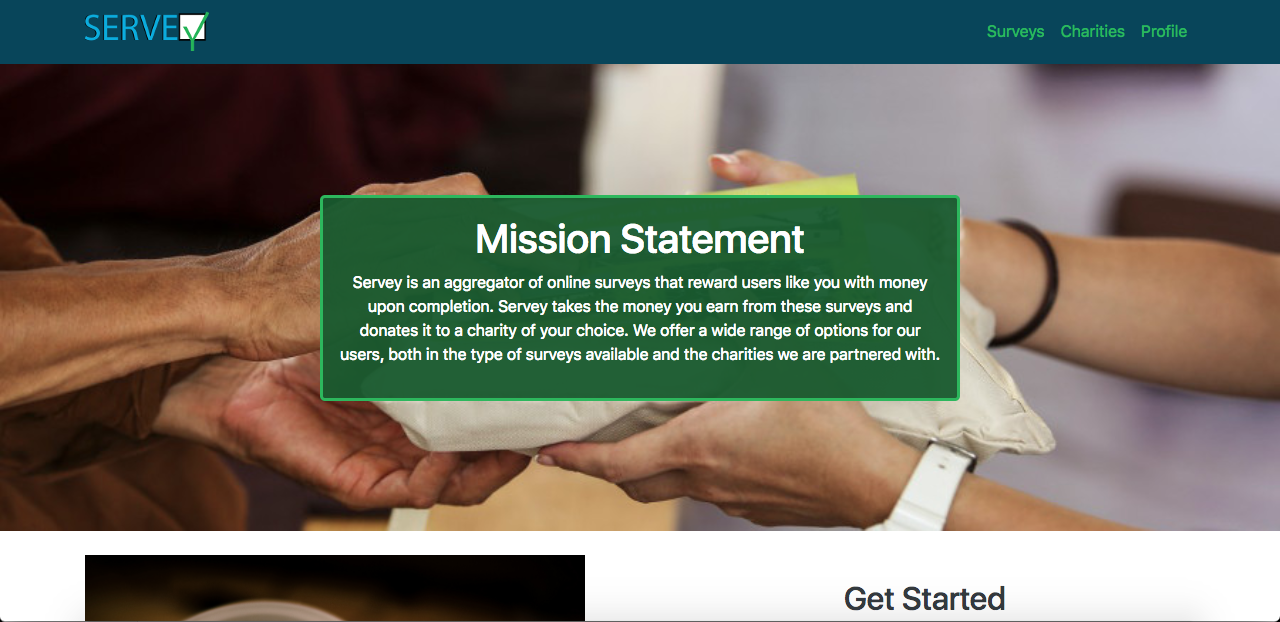 SERVEY
Surveys Charities Profile
Mission Statement
Servey is an aggregator of online surveys that reward users like you with money
upon completion. Servey takes the money you earn from these surveys and
donates it to a charity of your choice. We offer a wide range of options for our
users, both in the type of surveys available and the charities we are partnered with.
Get Started